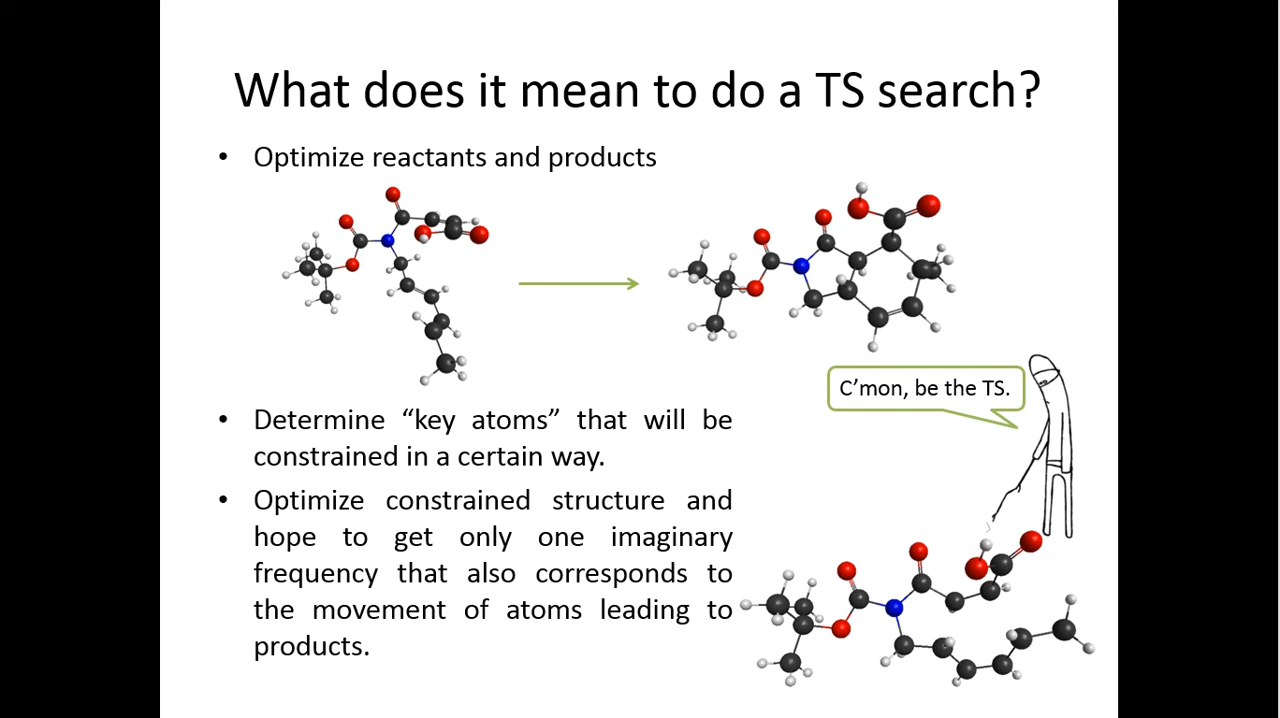 What does it mean to do a TS search?
• Optimize reactants and products
C’mon, be the TS.
• Determine “key atoms” that will be
constrained in a certain way.
• Optimize constrained structure and
hope to get only one imaginary
frequency that also corresponds to
the movement of atoms leading to
products.